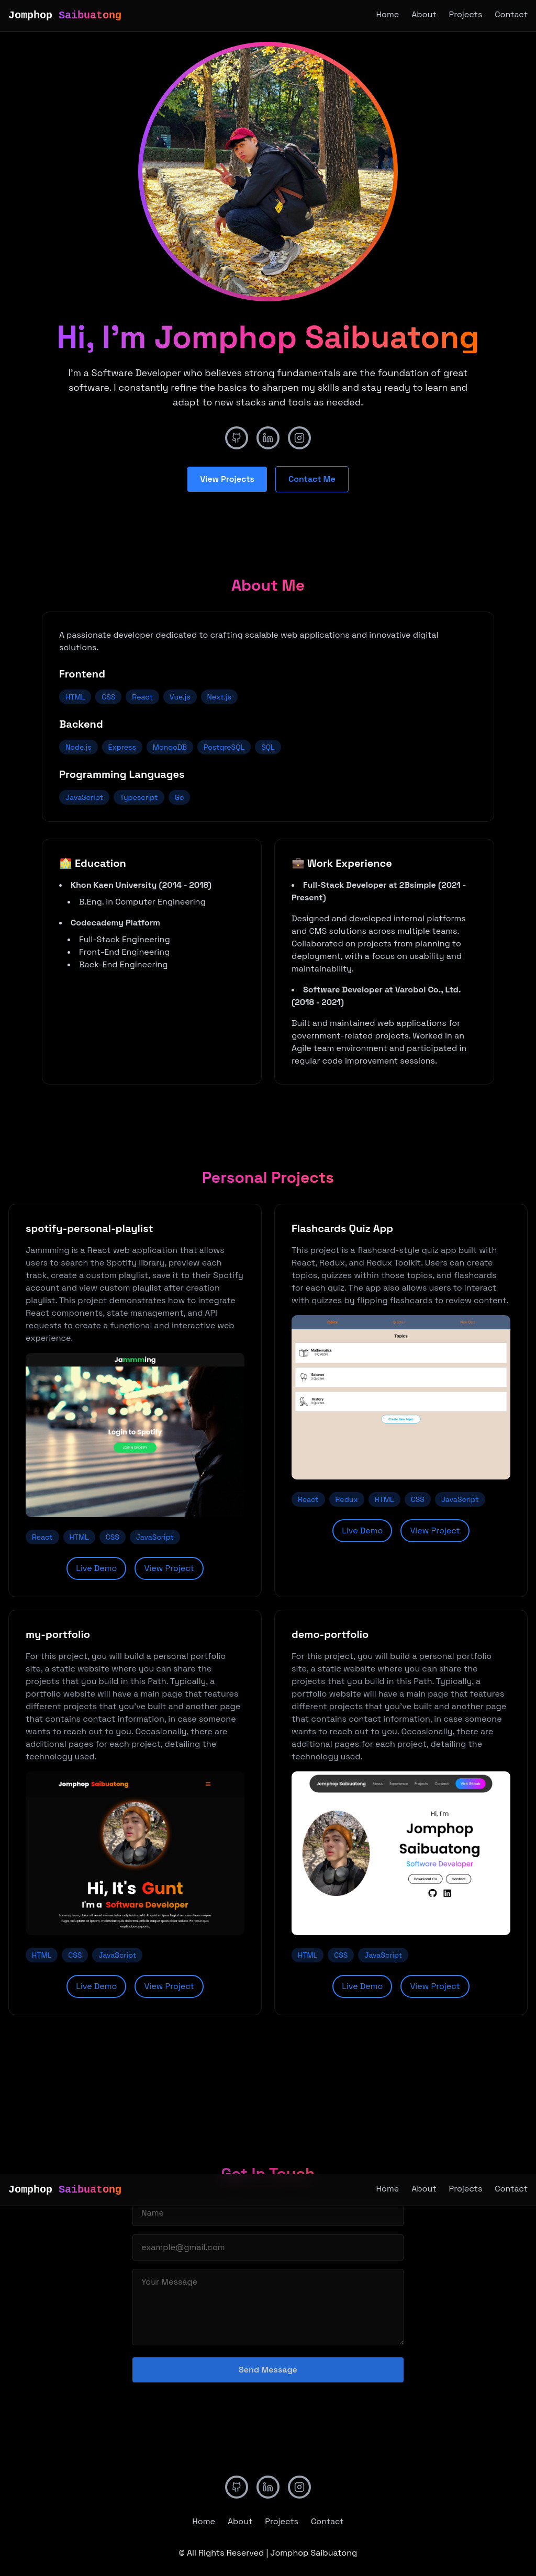 Jomphop Saibuatong
Home About Projects Contact
Hi, I'm Jomphop Saibuatong
I'm a Software Developer who believes strong fundamentals are the foundation of great
software. I constantly refine the basics to sharpen my skills and stay ready to learn and
adapt to new stacks and tools as needed.
View Projects Contact Me
About Me
A passionate developer dedicated to crafting scalable web applications and innovative digital
solutions.
Frontend
HTML CSS React Vue.js Next.js
Backend
Node.js Express MongoDB PostgreSQL SQL
Programming Languages
JavaScript Typescript Go
🏫 Education
• Khon Kaen University (2014 - 2018)
• B.Eng. in Computer Engineering
• Codecademy Platform
• Full-Stack Engineering
• Front-End Engineering
• Back-End Engineering
💼 Work Experience
• Full-Stack Developer at 2Bsimple (2021 -
Present)
Designed and developed internal platforms
and CMS solutions across multiple teams.
Collaborated on projects from planning to
deployment, with a focus on usability and
maintainability.
• Software Developer at Varobol Co., Ltd.
(2018 - 2021)
Built and maintained web applications for
government-related projects. Worked in an
Agile team environment and participated in
regular code improvement sessions.
Personal Projects
spotify-personal-playlist
Jammming is a React web application that allows
users to search the Spotify library, preview each
track, create a custom playlist, save it to their Spotify
account and view custom playlist after creation
playlist. This project demonstrates how to integrate
React components, state management, and API
requests to create a functional and interactive web
experience.
Jammming
Login to Spotify
React HTML CSS JavaScript
Live Demo View Project
Flashcards Quiz App
This project is a flashcard-style quiz app built with
React, Redux, and Redux Toolkit. Users can create
topics, quizzes within those topics, and flashcards
for each quiz. The app also allows users to interact
with quizzes by flipping flashcards to review content.
Topics
Topics
Mathematics
Science
History
Create New Topic
React Redux HTML CSS JavaScript
Live Demo View Project
my-portfolio
For this project, you will build a personal portfolio
site, a static website where you can share the
projects that you build in this Path. Typically, a
portfolio website will have a main page that features
different projects that you've built and another page
that contains contact information, in case someone
wants to reach out to you. Occasionally, there are
additional pages for each project, detailing the
technology used.
Jomphop Saibuatong
Hi, It's Gunt
I'm a Software Developer
HTML CSS JavaScript
Live Demo View Project
demo-portfolio
For this project, you will build a personal portfolio
site, a static website where you can share the
projects that you build in this Path. Typically, a
portfolio website will have a main page that features
different projects that you've built and another page
that contains contact information, in case someone
wants to reach out to you. Occasionally, there are
additional pages for each project, detailing the
technology used.
Jomphop Saibuatong About Experience Projects Contact
Hi, I'm
Jomphop
Saibuatong
Software Developer
Download CV Contact
HTML CSS JavaScript
Live Demo View Project
Get In Touch
Jomphop Saibuatong
Home About Projects Contact
Name
example@gmail.com
Your Message
Send Message
Home About Projects Contact
© All Rights Reserved | Jomphop Saibuatong